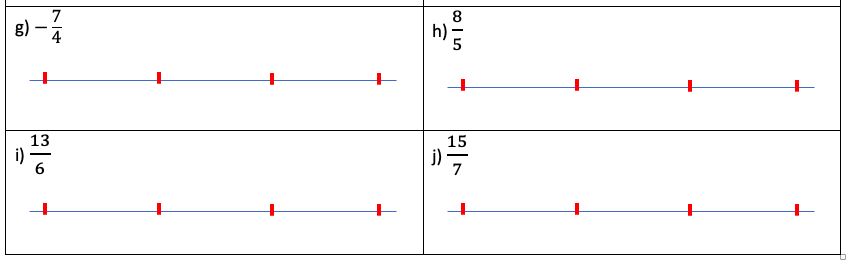 g) −7/4
h) 8/5
i) 13/6
j) 15/7